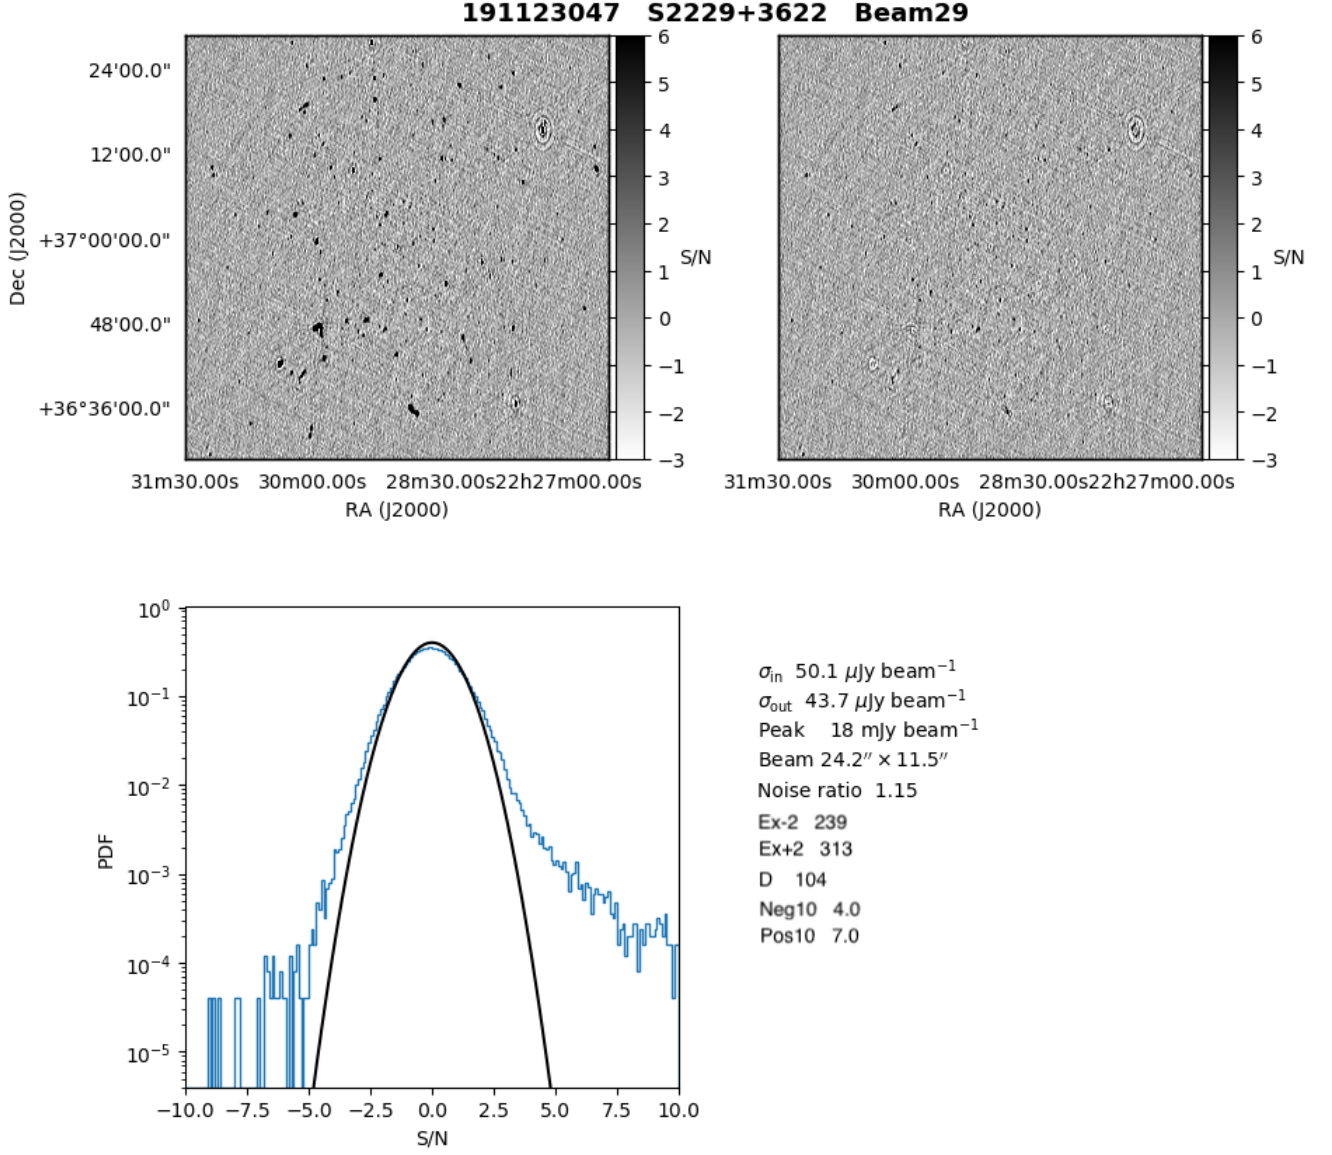 191123047 S2229+3622 Beam29
24'00.0"
12'00.0"
+37°00'00.0"
48'00.0"
+36°36'00.0"
Dec (J2000)
31m30.00s 30m00.00s 28m30.00s22h27m00.00s
RA (J2000)
6
5
4
3
2
1
0
−1
−2
−3
S/N
31m30.00s 30m00.00s 28m30.00s22h27m00.00s
RA (J2000)
6
5
4
3
2
1
0
−1
−2
−3
S/N
10⁰
10⁻¹
10⁻²
10⁻³
10⁻⁴
10⁻⁵
PDF
−10.0 −7.5 −5.0 −2.5 0.0 2.5 5.0 7.5 10.0
S/N
σin 50.1 μJy beam⁻¹
σout 43.7 μJy beam⁻¹
Peak 18 mJy beam⁻¹
Beam 24.2″ × 11.5″
Noise ratio 1.15
Ex-2 239
Ex+2 313
D 104
Neg10 4.0
Pos10 7.0